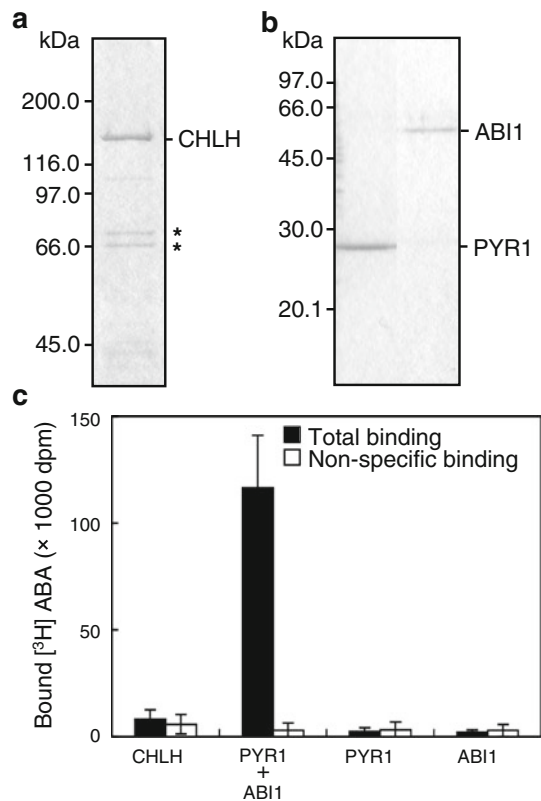 a
kDa
200.0
CHLH
116.0
97.0
*
66.0
*
45.0
b
kDa
97.0
66.0
ABI1
45.0
30.0
PYR1
20.1
c
Bound [³H] ABA (× 1000 dpm)
150
100
50
0
Total binding
Non-specific binding
CHLH
PYR1
+
ABI1
PYR1
ABI1